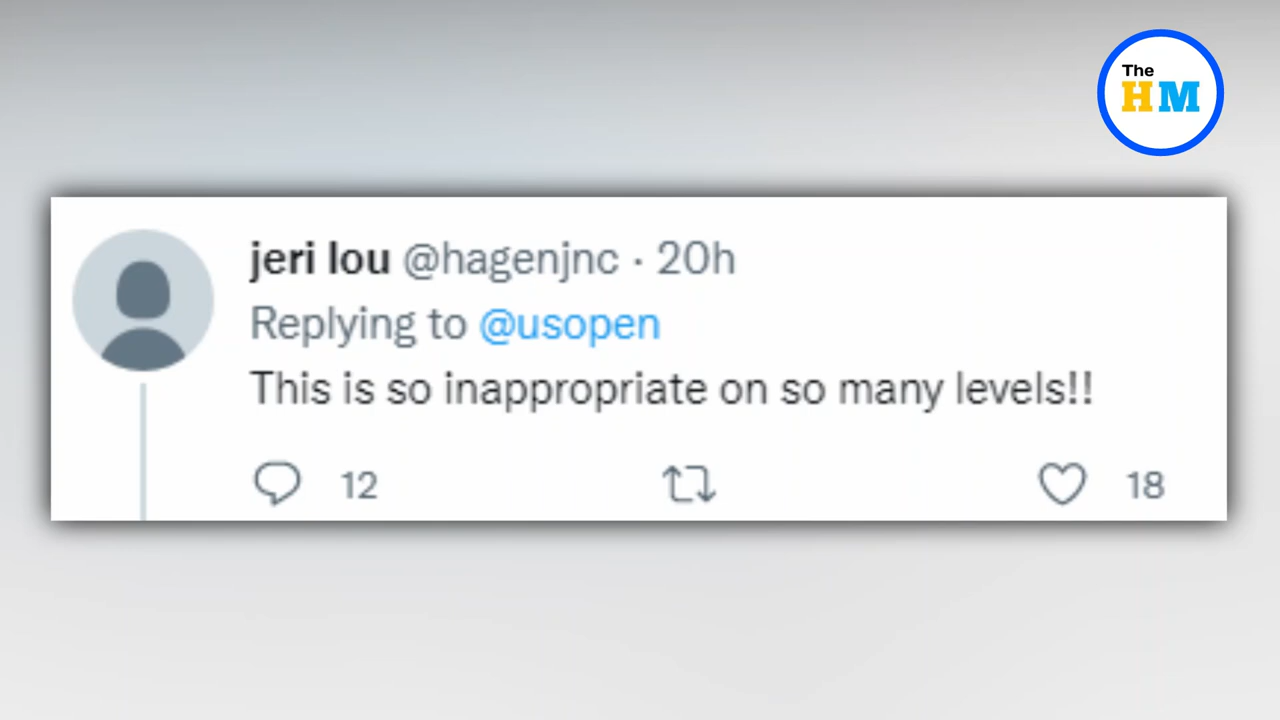 The
HM
jeri lou @hagenjnc · 20h
Replying to @usopen
This is so inappropriate on so many levels!!
12 18